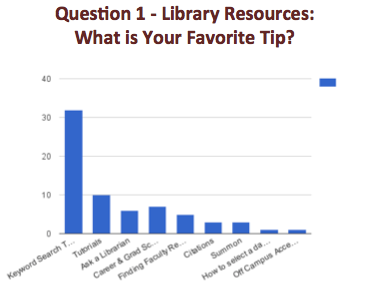 Question 1 - Library Resources:
What is Your Favorite Tip?
40
30
20
10
0
Keyword Search T...
Tutorials
Ask a Librarian
Career & Grad Sc...
Finding Faculty Re...
Citations
Summon
How to select a da...
Off Campus Acce...